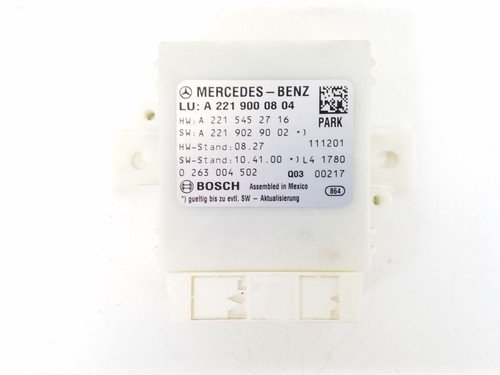 MERCEDES-BENZ
LU: A 221 900 08 04
HW: A 221 545 27 16 PARK
SW: A 221 902 90 02 *)
HW-Stand: 08.27 111201
SW-Stand: 10.41.00 *) L4 1780
0 263 004 502 Q03 00217
BOSCH Assembled in Mexico
*) gueltig bis zu evtl. SW - Aktualisierung 864